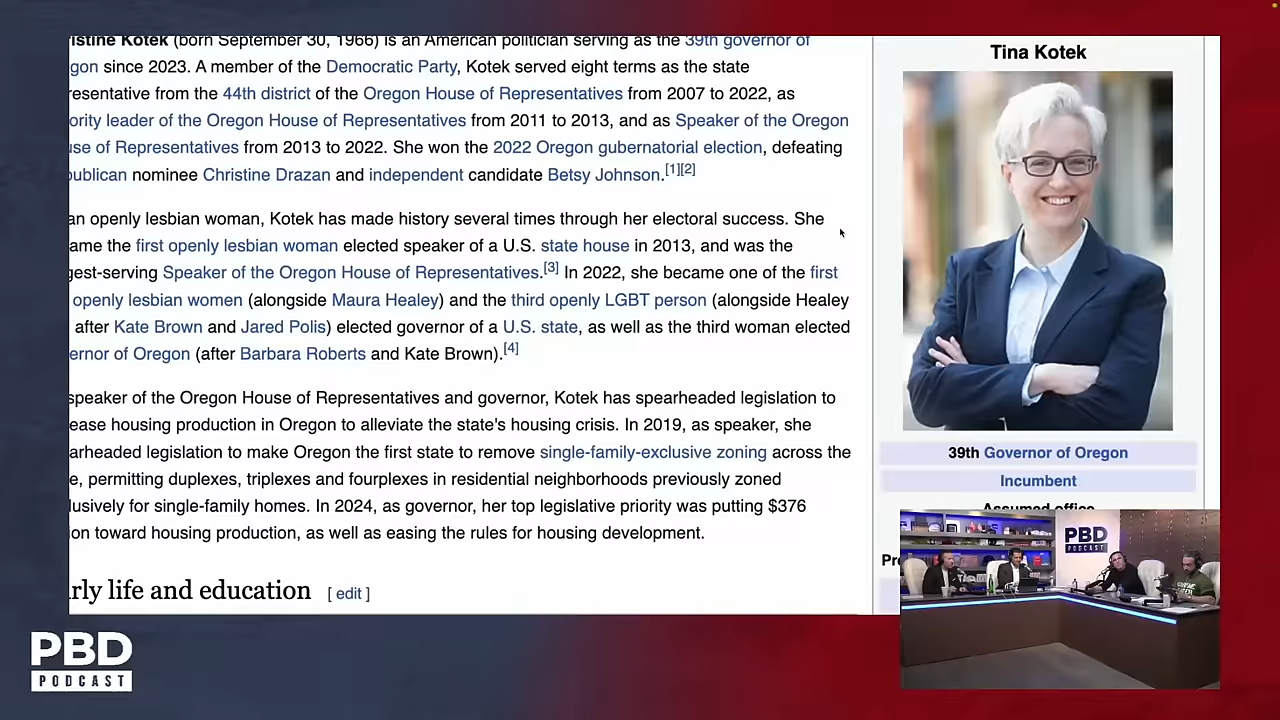 istine Kotek (born September 30, 1966) is an American politician serving as the 39th governor of
gon since 2023. A member of the Democratic Party, Kotek served eight terms as the state
resentative from the 44th district of the Oregon House of Representatives from 2007 to 2022, as
ority leader of the Oregon House of Representatives from 2011 to 2013, and as Speaker of the Oregon
use of Representatives from 2013 to 2022. She won the 2022 Oregon gubernatorial election, defeating
publican nominee Christine Drazan and independent candidate Betsy Johnson.[1][2]
an openly lesbian woman, Kotek has made history several times through her electoral success. She
ame the first openly lesbian woman elected speaker of a U.S. state house in 2013, and was the
gest-serving Speaker of the Oregon House of Representatives.[3] In 2022, she became one of the first
openly lesbian women (alongside Maura Healey) and the third openly LGBT person (alongside Healey
after Kate Brown and Jared Polis) elected governor of a U.S. state, as well as the third woman elected
ernor of Oregon (after Barbara Roberts and Kate Brown).[4]
speaker of the Oregon House of Representatives and governor, Kotek has spearheaded legislation to
ease housing production in Oregon to alleviate the state's housing crisis. In 2019, as speaker, she
arheaded legislation to make Oregon the first state to remove single-family-exclusive zoning across the
e, permitting duplexes, triplexes and fourplexes in residential neighborhoods previously zoned
lusively for single-family homes. In 2024, as governor, her top legislative priority was putting $376
on toward housing production, as well as easing the rules for housing development.
rly life and education [ edit ]
Tina Kotek
39th Governor of Oregon
Incumbent
Assumed office
Pr
PBD
PODCAST
PBD
PODCAST